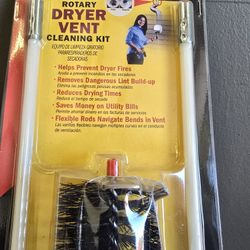 ROTARY
DRYER
VENT
CLEANING KIT
EQUIPO DE LIMPIEZA GIRATORIO
PARA RESPIRADEROS DE
SECADORAS
• Helps Prevent Dryer Fires
Ayuda a prevenir incendios en las secadoras
• Removes Dangerous Lint Build-up
Elimina las peligrosas pelusas acumuladas
• Reduces Drying Times
Reduce el tiempo de secado
• Saves Money on Utility Bills
Permite ahorrar dinero en las facturas de servicios
• Flexible Rods Navigate Bends in Vent
Las varillas flexibles navegan múltiples curvas en el conducto
de ventilación